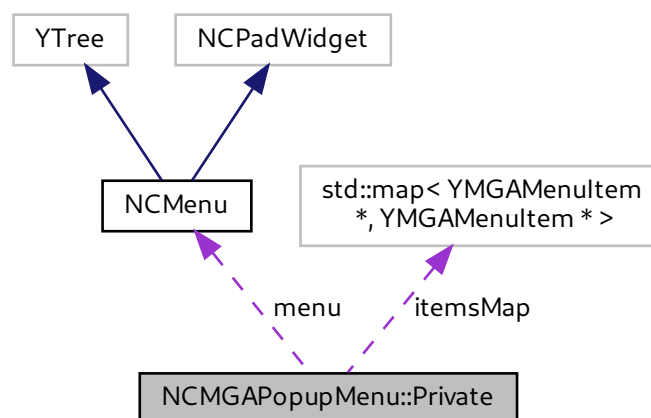 YTree
NCPadWidget
NCMenu
std::map< YMGAMenuItem
*, YMGAMenuItem * >
menu
itemsMap
NCMGAPopupMenu::Private